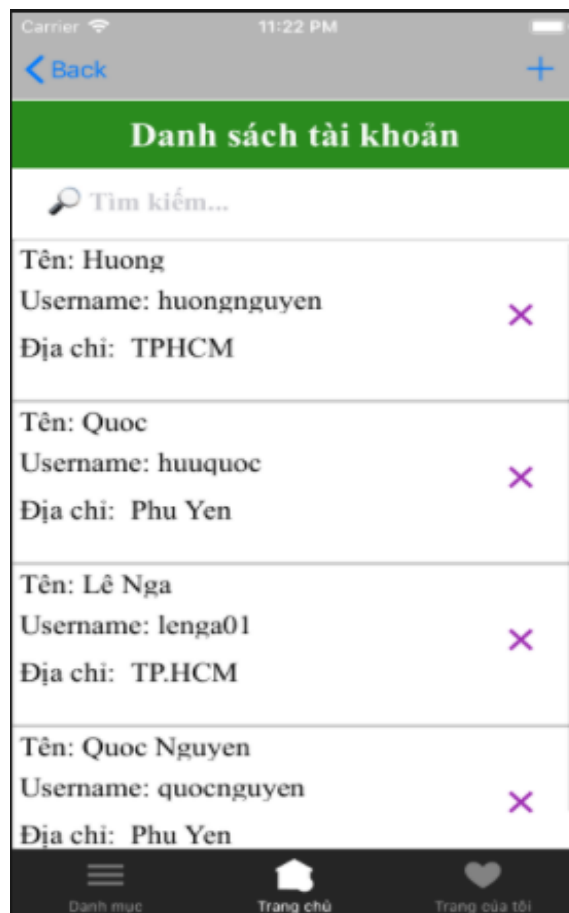 Carrier 11:22 PM
Back +
Danh sách tài khoản
Tìm kiếm...
Tên: Huong
Username: huongnguyen
Địa chỉ: TPHCM
Tên: Quoc
Username: huuquoc
Địa chỉ: Phu Yen
Tên: Lê Nga
Username: lenga01
Địa chỉ: TP.HCM
Tên: Quoc Nguyen
Username: quocnguyen
Địa chỉ: Phu Yen
Danh mục Trang chủ Trang của tôi